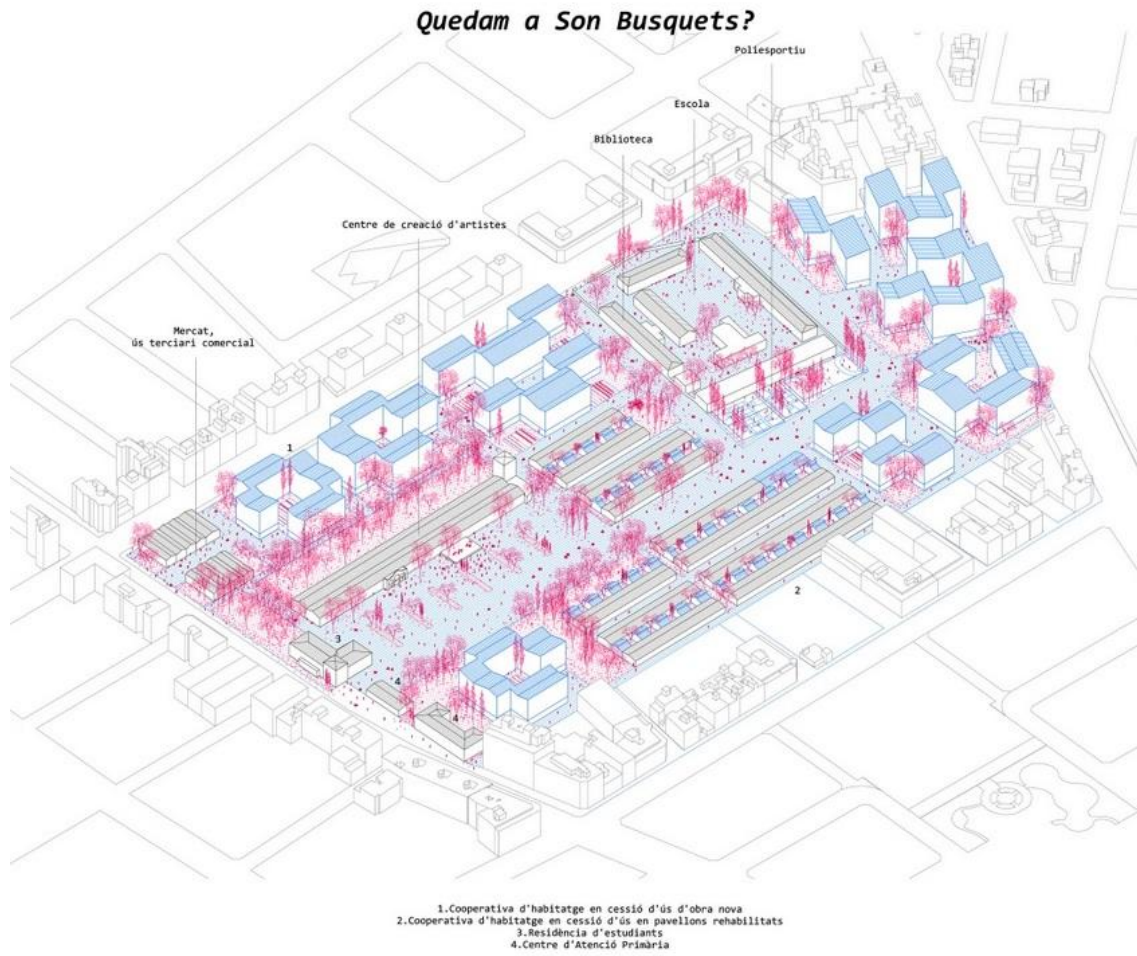 Quedam a Son Busquets?
Poliesportiu
Escola
Biblioteca
Centre de creació d'artistes
Mercat,
ús terciari comercial
1
2
3
4
4
1.Cooperativa d'habitatge en cessió d'ús d'obra nova
2.Cooperativa d'habitatge en cessió d'ús en pavellons rehabilitats
3.Residència d'estudiants
4.Centre d'Atenció Primària